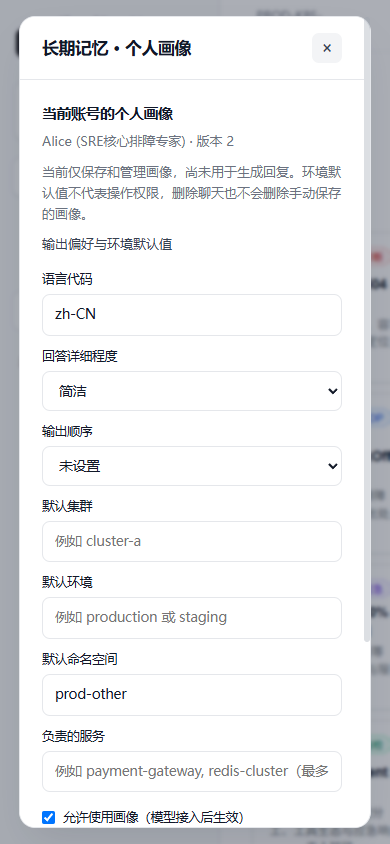 长期记忆 • 个人画像
×
当前账号的个人画像
Alice (SRE核心排障专家) · 版本 2
当前仅保存和管理画像，尚未用于生成回复。环境默
认值不代表操作权限，删除聊天也不会删除手动保存
的画像。
输出偏好与环境默认值
语言代码
zh-CN
回答详细程度
简洁
输出顺序
未设置
默认集群
例如 cluster-a
默认环境
例如 production 或 staging
默认命名空间
prod-other
负责的服务
例如 payment-gateway, redis-cluster（最多
允许使用画像（模型接入后生效）